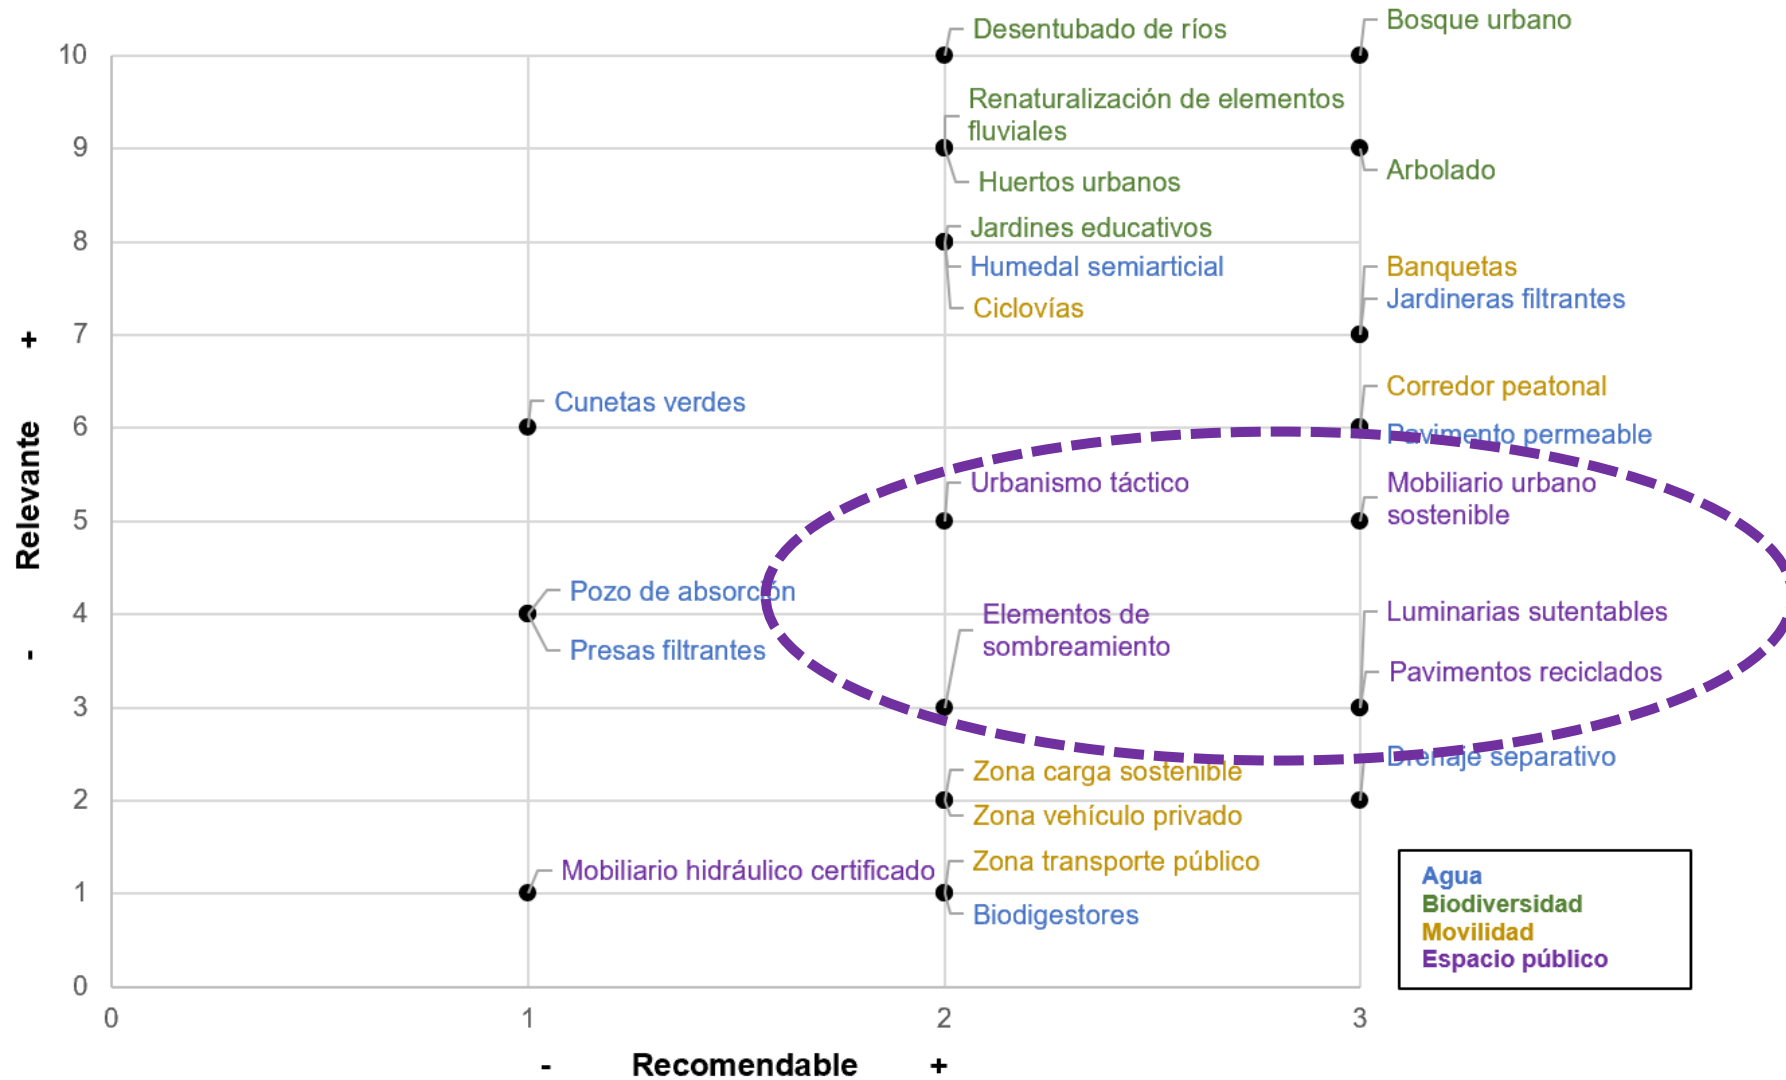 Desentubado de ríos
Bosque urbano
10
Renaturalización de elementos
fluviales
9
Arbolado
Huertos urbanos
Jardines educativos
8
Humedal semiarticial
Banquetas
Ciclovías
Jardineras filtrantes
7
Corredor peatonal
Cunetas verdes
6
Pavimento permeable
Urbanismo táctico
Mobiliario urbano
sostenible
5
Pozo de absorción
4
Elementos de
sombreamiento
Luminarias sutentables
Presas filtrantes
Pavimentos reciclados
3
Drenaje separativo
Zona carga sostenible
2
Zona vehículo privado
Zona transporte público
Mobiliario hidráulico certificado
1
Biodigestores
0
- Relevante +
Agua
Biodiversidad
Movilidad
Espacio público
0 1 2 3
- Recomendable +